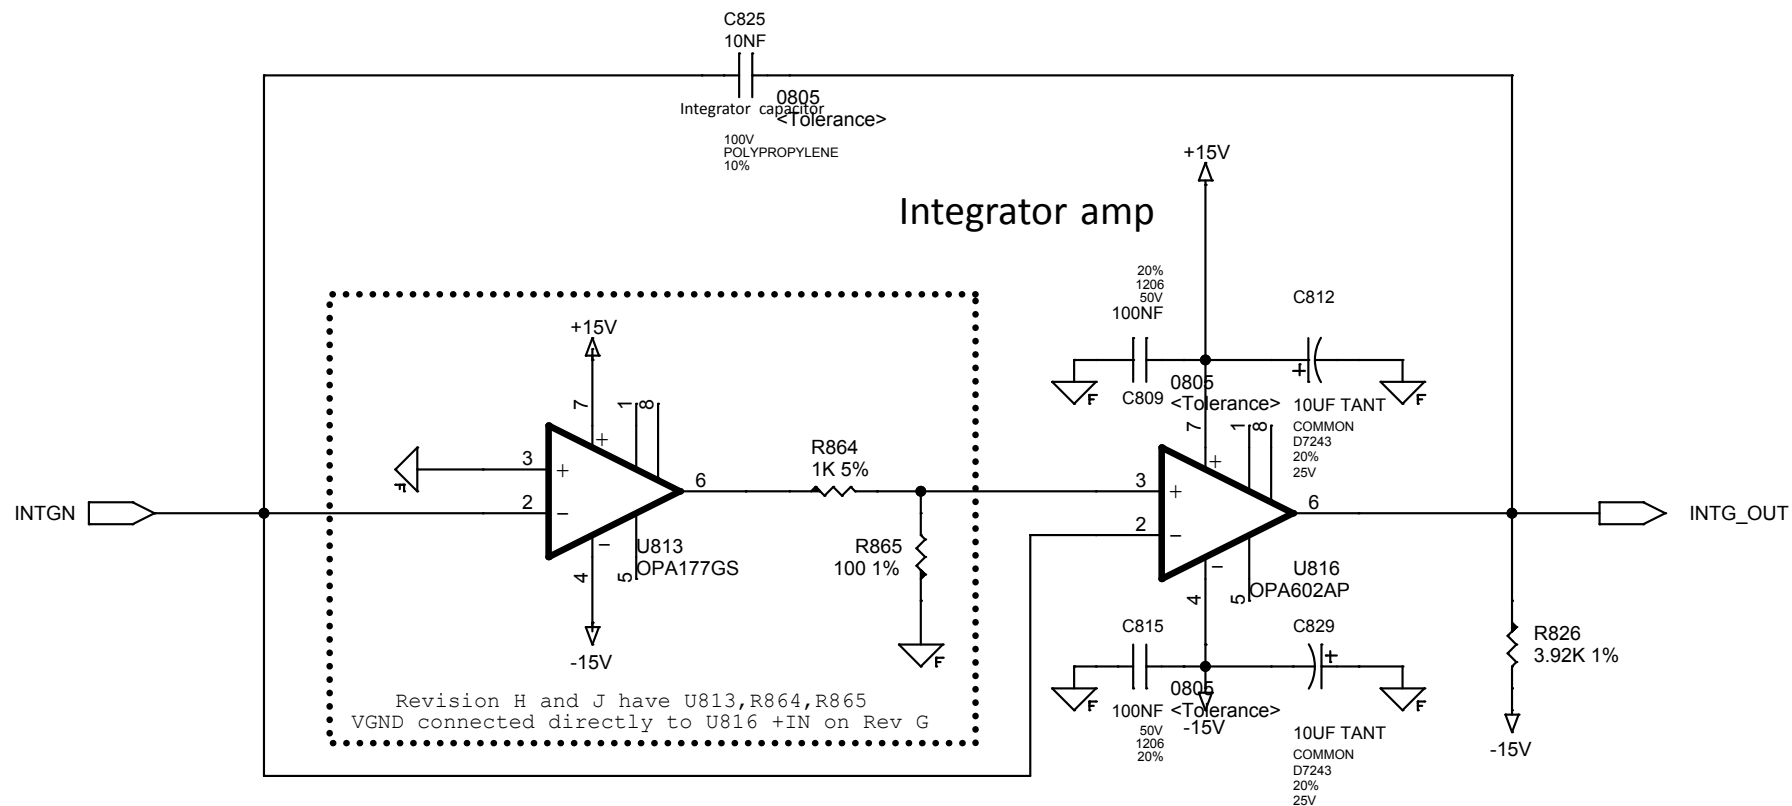 C825
10NF
0805
<Tolerance>
Integrator capacitor
100V
POLYPROPYLENE
10%
+15V
Integrator amp
20%
1206
50V
100NF
C812
+15V
F
0805
<Tolerance>
C809
10UF TANT
COMMON
D7243
20%
25V
F
7
1
8
+
7
1
8
+
3
+
R864
1K 5%
F
6
3
+
6
INTGN
2
-
2
-
INTG_OUT
U813
OPA177GS
R865
100 1%
-
4
5
U816
OPA602AP
-
4
5
-15V
F
C815
C829
R826
3.92K 1%
F
F
0805
<Tolerance>
100NF
50V
1206
20%
-15V
10UF TANT
COMMON
D7243
20%
25V
-15V
Revision H and J have U813,R864,R865
VGND connected directly to U816 +IN on Rev G